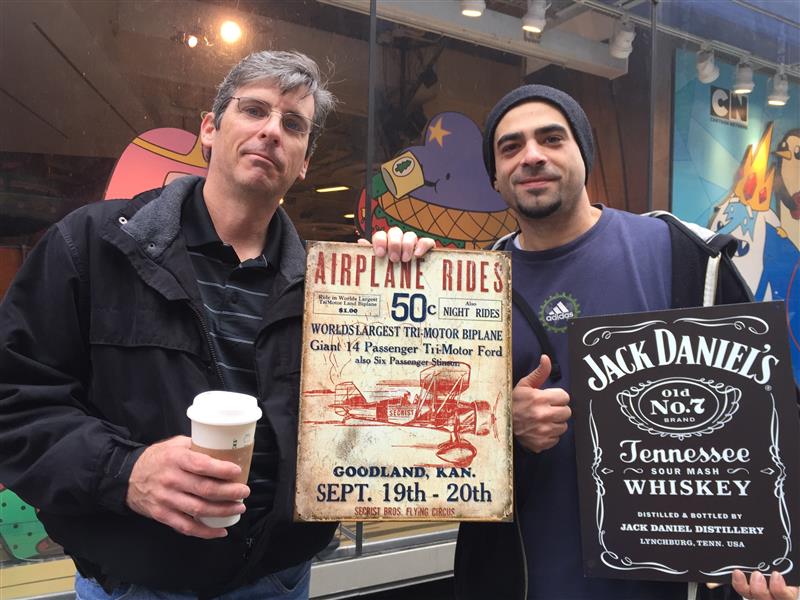 AIRPLANE RIDES
Ride in Worlds Largest
Tri Motor Land Biplane
$1.00
50c
Also
NIGHT RIDES
WORLDS LARGEST TRI-MOTOR BIPLANE
Giant 14 Passenger Tri-Motor Ford
also Six Passenger Stinson
SECRIST
GOODLAND, KAN.
SEPT. 19th - 20th
SECRIST BROS. FLYING CIRCUS
adidas
JACK DANIEL'S
Old
No. 7
BRAND
Tennessee
SOUR MASH
WHISKEY
DISTILLED & BOTTLED BY
JACK DANIEL DISTILLERY
LYNCHBURG, TENN. USA
CN
CARTOON NETWORK